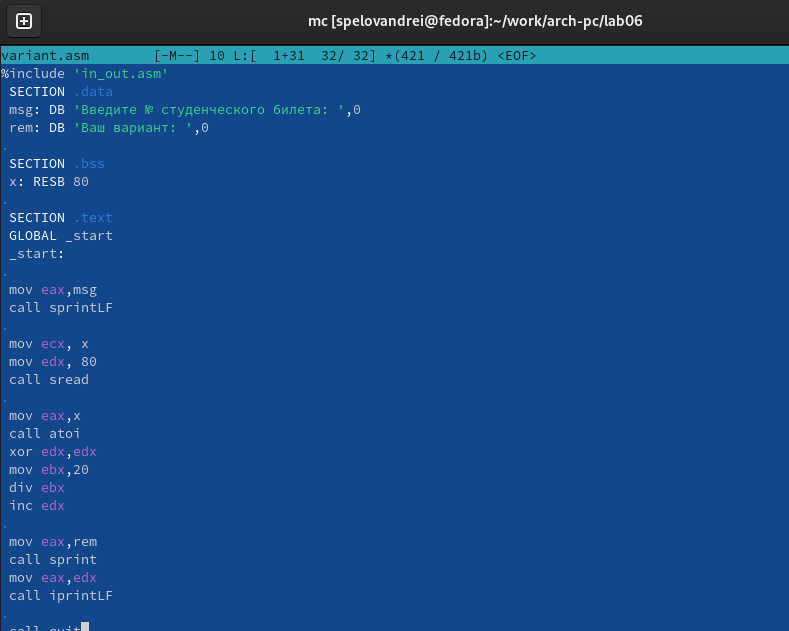 mc [spelovandrei@fedora]:~/work/arch-pc/lab06
variant.asm [-M--] 10 L:[ 1+31 32/ 32] *(421 / 421b) <EOF>
%include 'in_out.asm'
SECTION .data
msg: DB 'Введите № студенческого билета: ',0
rem: DB 'Ваш вариант: ',0
.
SECTION .bss
x: RESB 80
.
SECTION .text
GLOBAL _start
_start:
.
mov eax,msg
call sprintLF
.
mov ecx, x
mov edx, 80
call sread
.
mov eax,x
call atoi
xor edx,edx
mov ebx,20
div ebx
inc edx
.
mov eax,rem
call sprint
mov eax,edx
call iprintLF
.
call quit